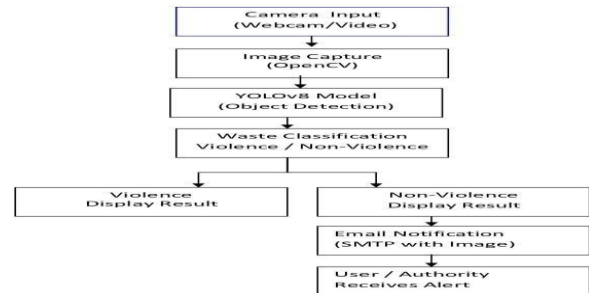 Camera Input
(Webcam/Video)
Image Capture
(OpenCV)
YOLOv8 Model
(Object Detection)
Waste Classification
Violence / Non-Violence
Violence
Display Result
Non-Violence
Display Result
Email Notification
(SMTP with Image)
User / Authority
Receives Alert